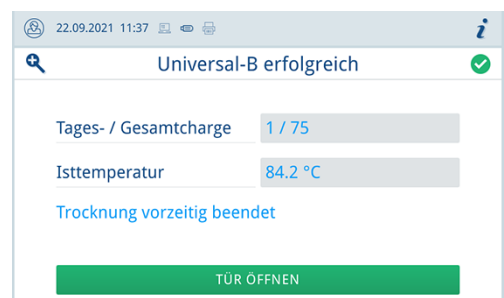 22.09.2021 11:37
i
Universal-B erfolgreich
Tages- / Gesamtcharge 1 / 75
Isttemperatur 84.2 °C
Trocknung vorzeitig beendet
TÜR ÖFFNEN